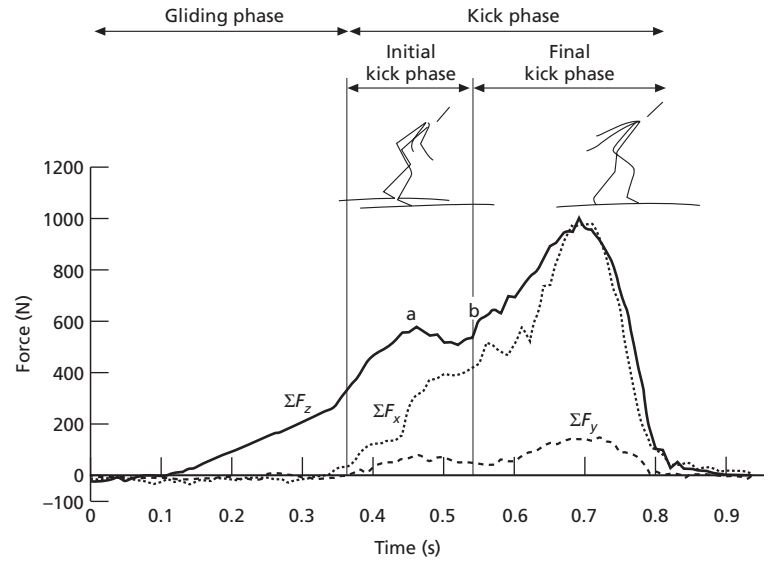 Gliding phase Kick phase
Initial
kick phase
Final
kick phase
1200
1000
800
600
400
200
0
−100
Force (N)
a
b
ΣFz
ΣFx
ΣFy
0 0.1 0.2 0.3 0.4 0.5 0.6 0.7 0.8 0.9
Time (s)